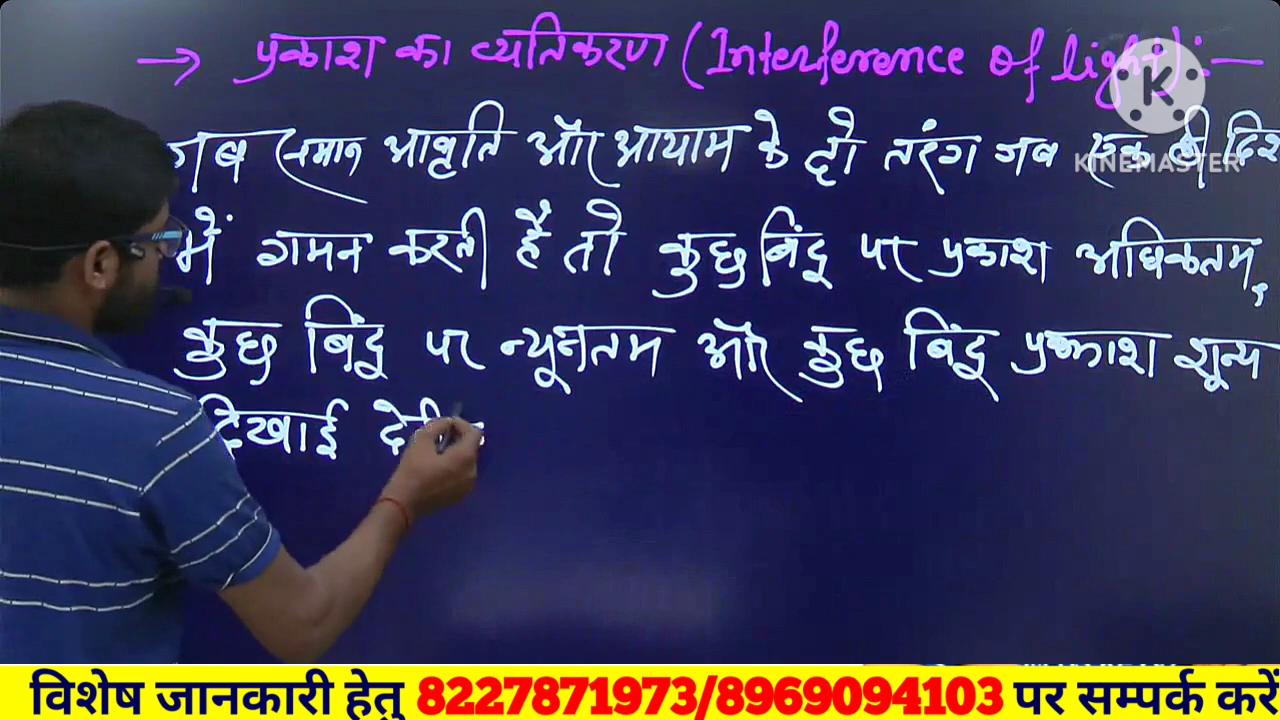 → प्रकाश का व्यतिकरण (Interference of light) :—
जब समान आवृति और आयाम के दो तरंग जब एक ही दिश
में गमन करती है तो कुछ बिंदु पर प्रकाश अधिकतम,
कुछ बिंदु पर न्यूनतम और कुछ बिंदु प्रकाश शून्य
दिखाई
KINEMASTER
विशेष जानकारी हेतु 8227871973/8969094103 पर सम्पर्क करें